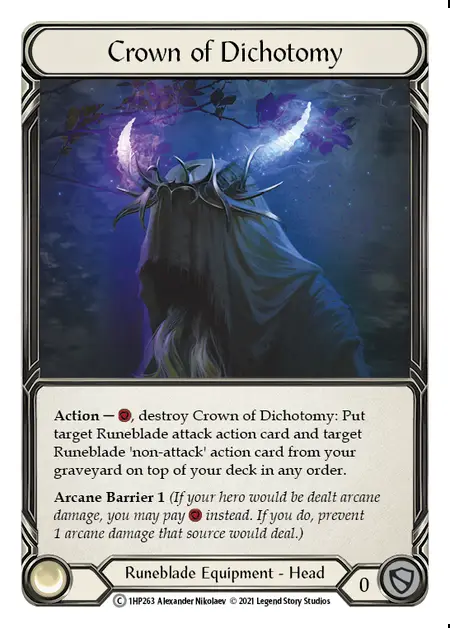 Crown of Dichotomy
Action — , destroy Crown of Dichotomy: Put
target Runeblade attack action card and target
Runeblade 'non-attack' action card from your
graveyard on top of your deck in any order.
Arcane Barrier 1 (If your hero would be dealt arcane
damage, you may pay instead. If you do, prevent
1 arcane damage that source would deal.)
Runeblade Equipment - Head
0
C 1HP263 Alexander Nikolaev © 2021 Legend Story Studios